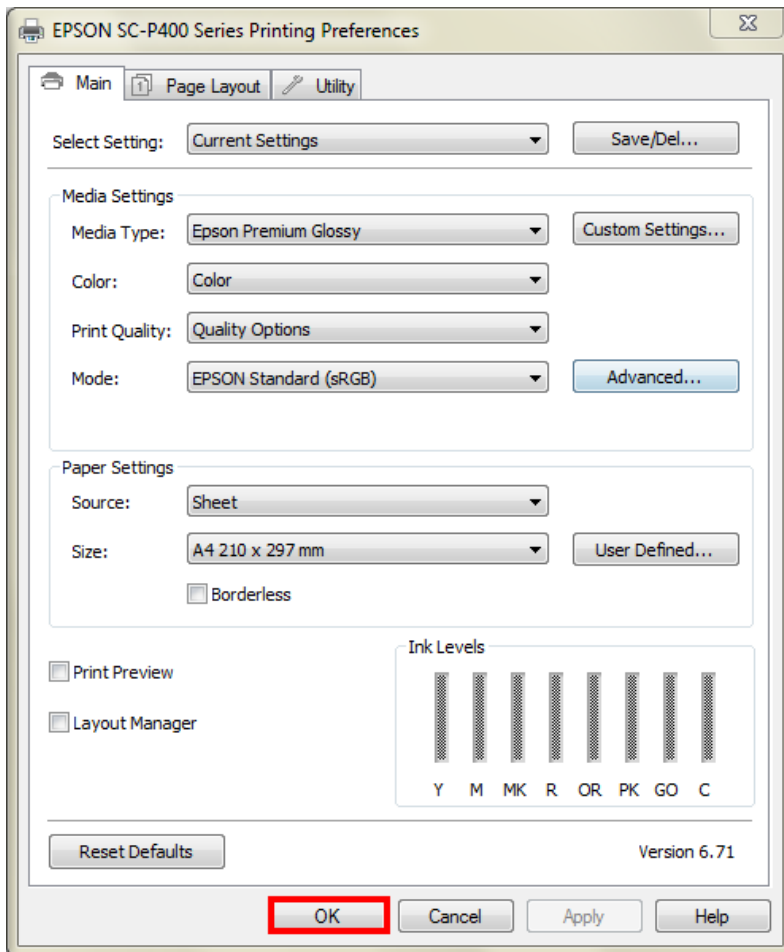 EPSON SC-P400 Series Printing Preferences
Main Page Layout Utility
Select Setting: Current Settings Save/Del...
Media Settings
Media Type: Epson Premium Glossy Custom Settings...
Color: Color
Print Quality: Quality Options
Mode: EPSON Standard (sRGB) Advanced...
Paper Settings
Source: Sheet
Size: A4 210 x 297 mm User Defined...
Borderless
Ink Levels
Print Preview
Layout Manager
Y M MK R OR PK GO C
Reset Defaults Version 6.71
OK Cancel Apply Help